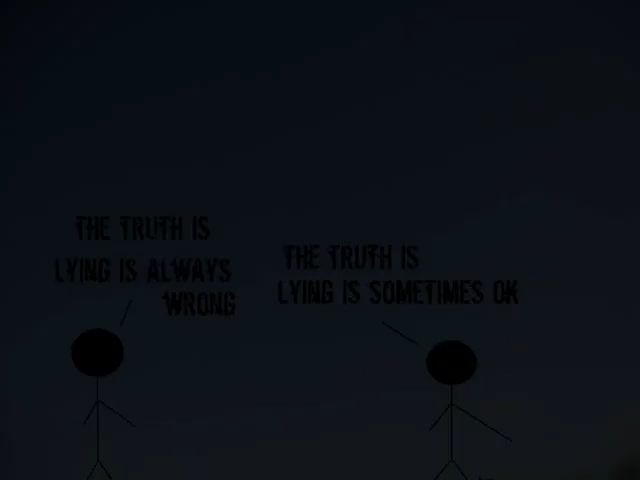 THE TRUTH IS
LYING IS ALWAYS
WRONG
THE TRUTH IS
LYING IS SOMETIMES OK